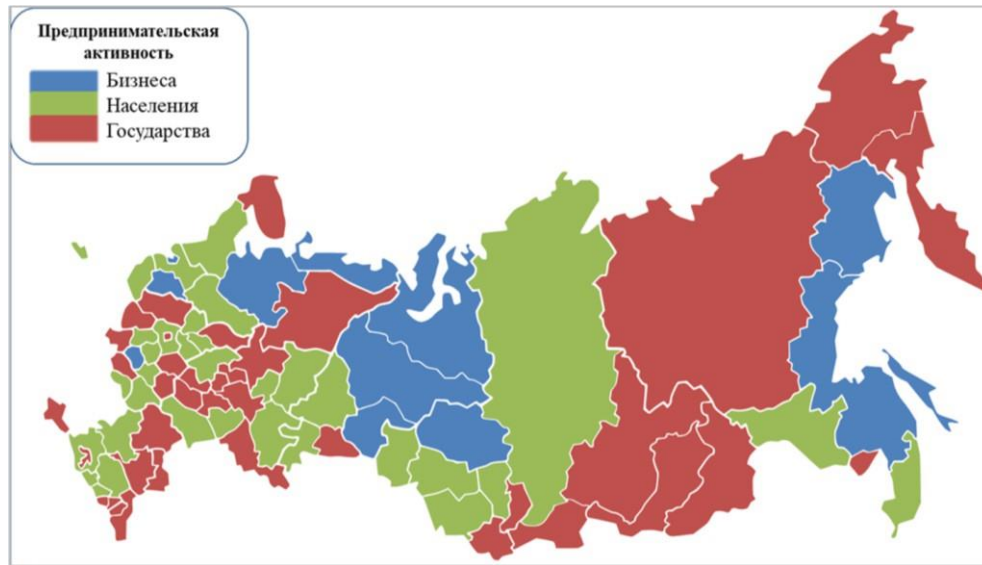 Предпринимательская
активность
Бизнеса
Населения
Государства